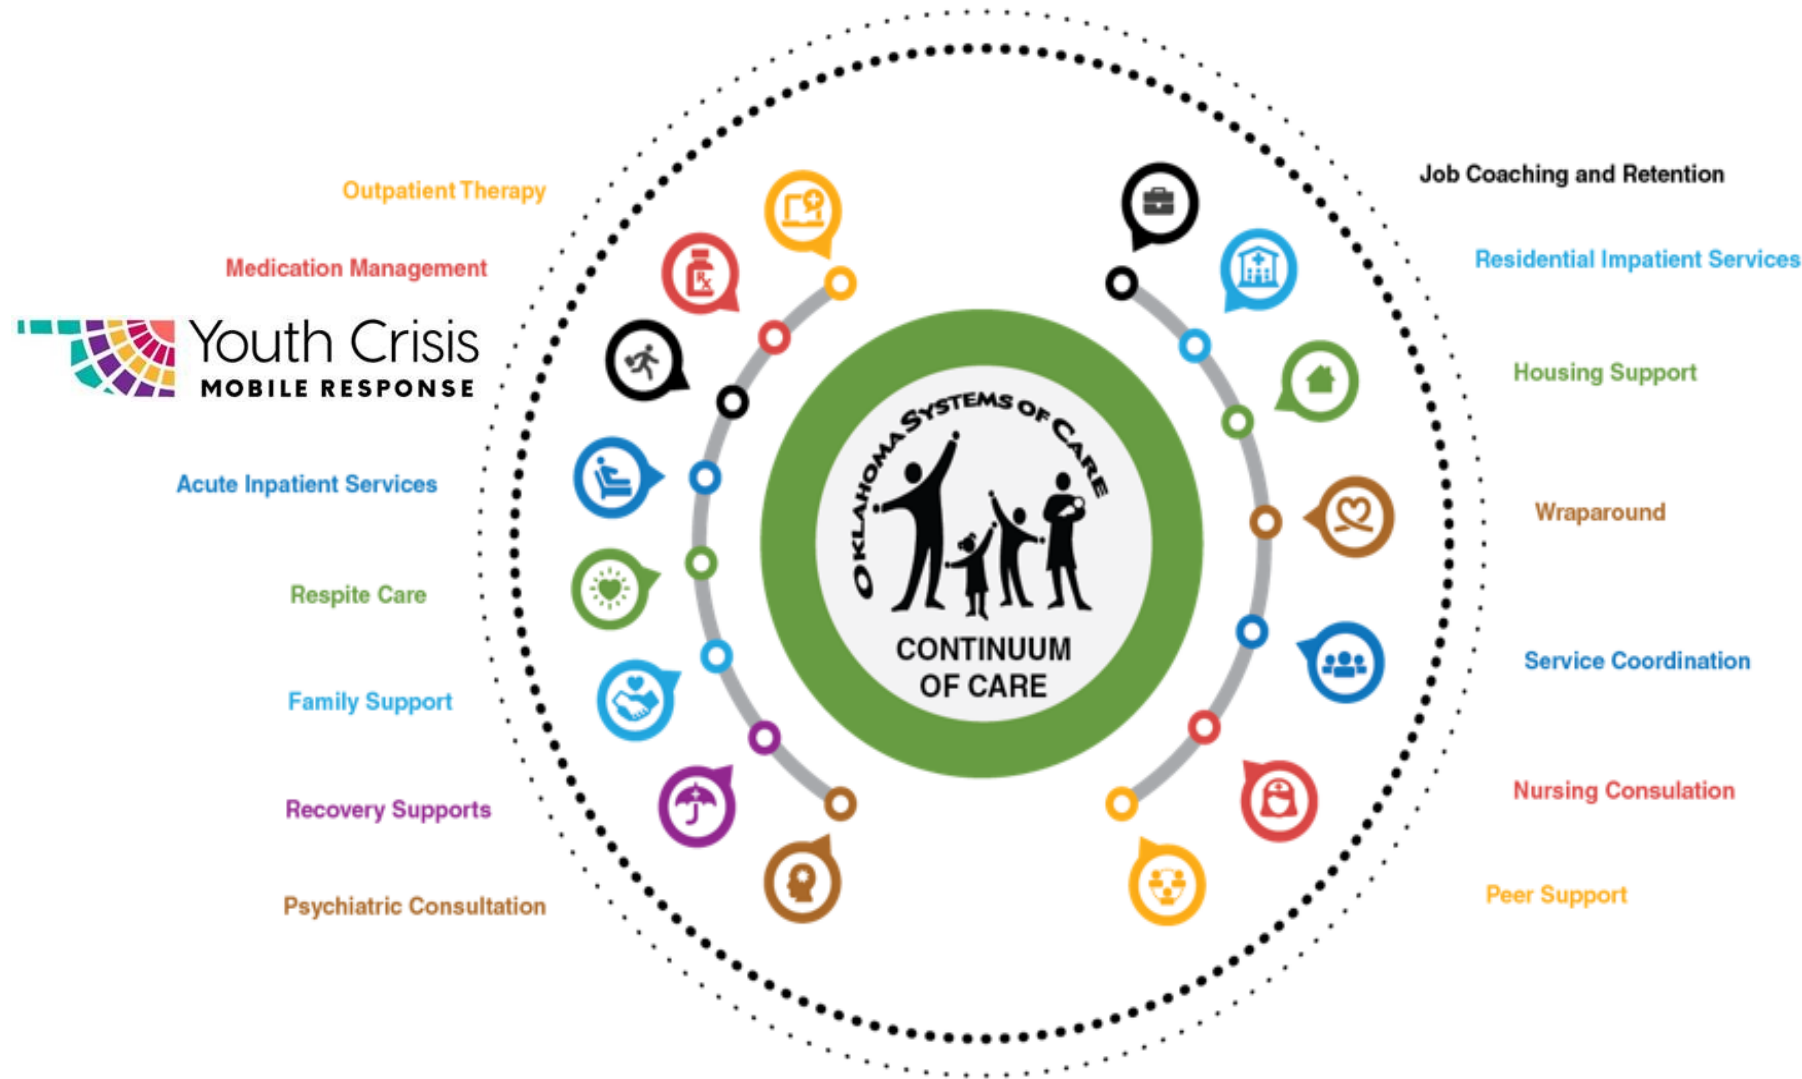 Outpatient Therapy
Medication Management
Youth Crisis
MOBILE RESPONSE
Acute Inpatient Services
Respite Care
Family Support
Recovery Supports
Psychiatric Consultation
OKLAHOMA SYSTEMS OF CARE
CONTINUUM
OF CARE
Rx
Job Coaching and Retention
Residential Impatient Services
Housing Support
Wraparound
Service Coordination
Nursing Consulation
Peer Support